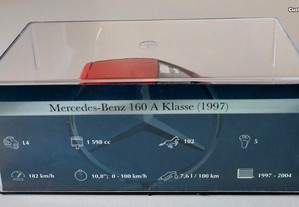 Mercedes-Benz 160 A Klasse (1997)
L4 1 598 cc 102 5
182 km/h 10,8": 0 - 100 km/h 7,6 l / 100 km 1997 - 2004